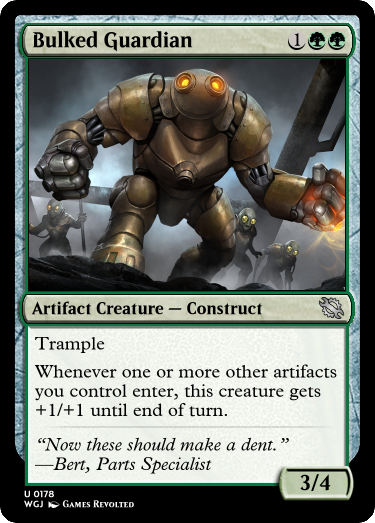 Bulked Guardian 1
Artifact Creature — Construct
Trample
Whenever one or more other artifacts
you control enter, this creature gets
+1/+1 until end of turn.
“Now these should make a dent.”
—Bert, Parts Specialist
3/4
U 0178
WGJ Games Revolted